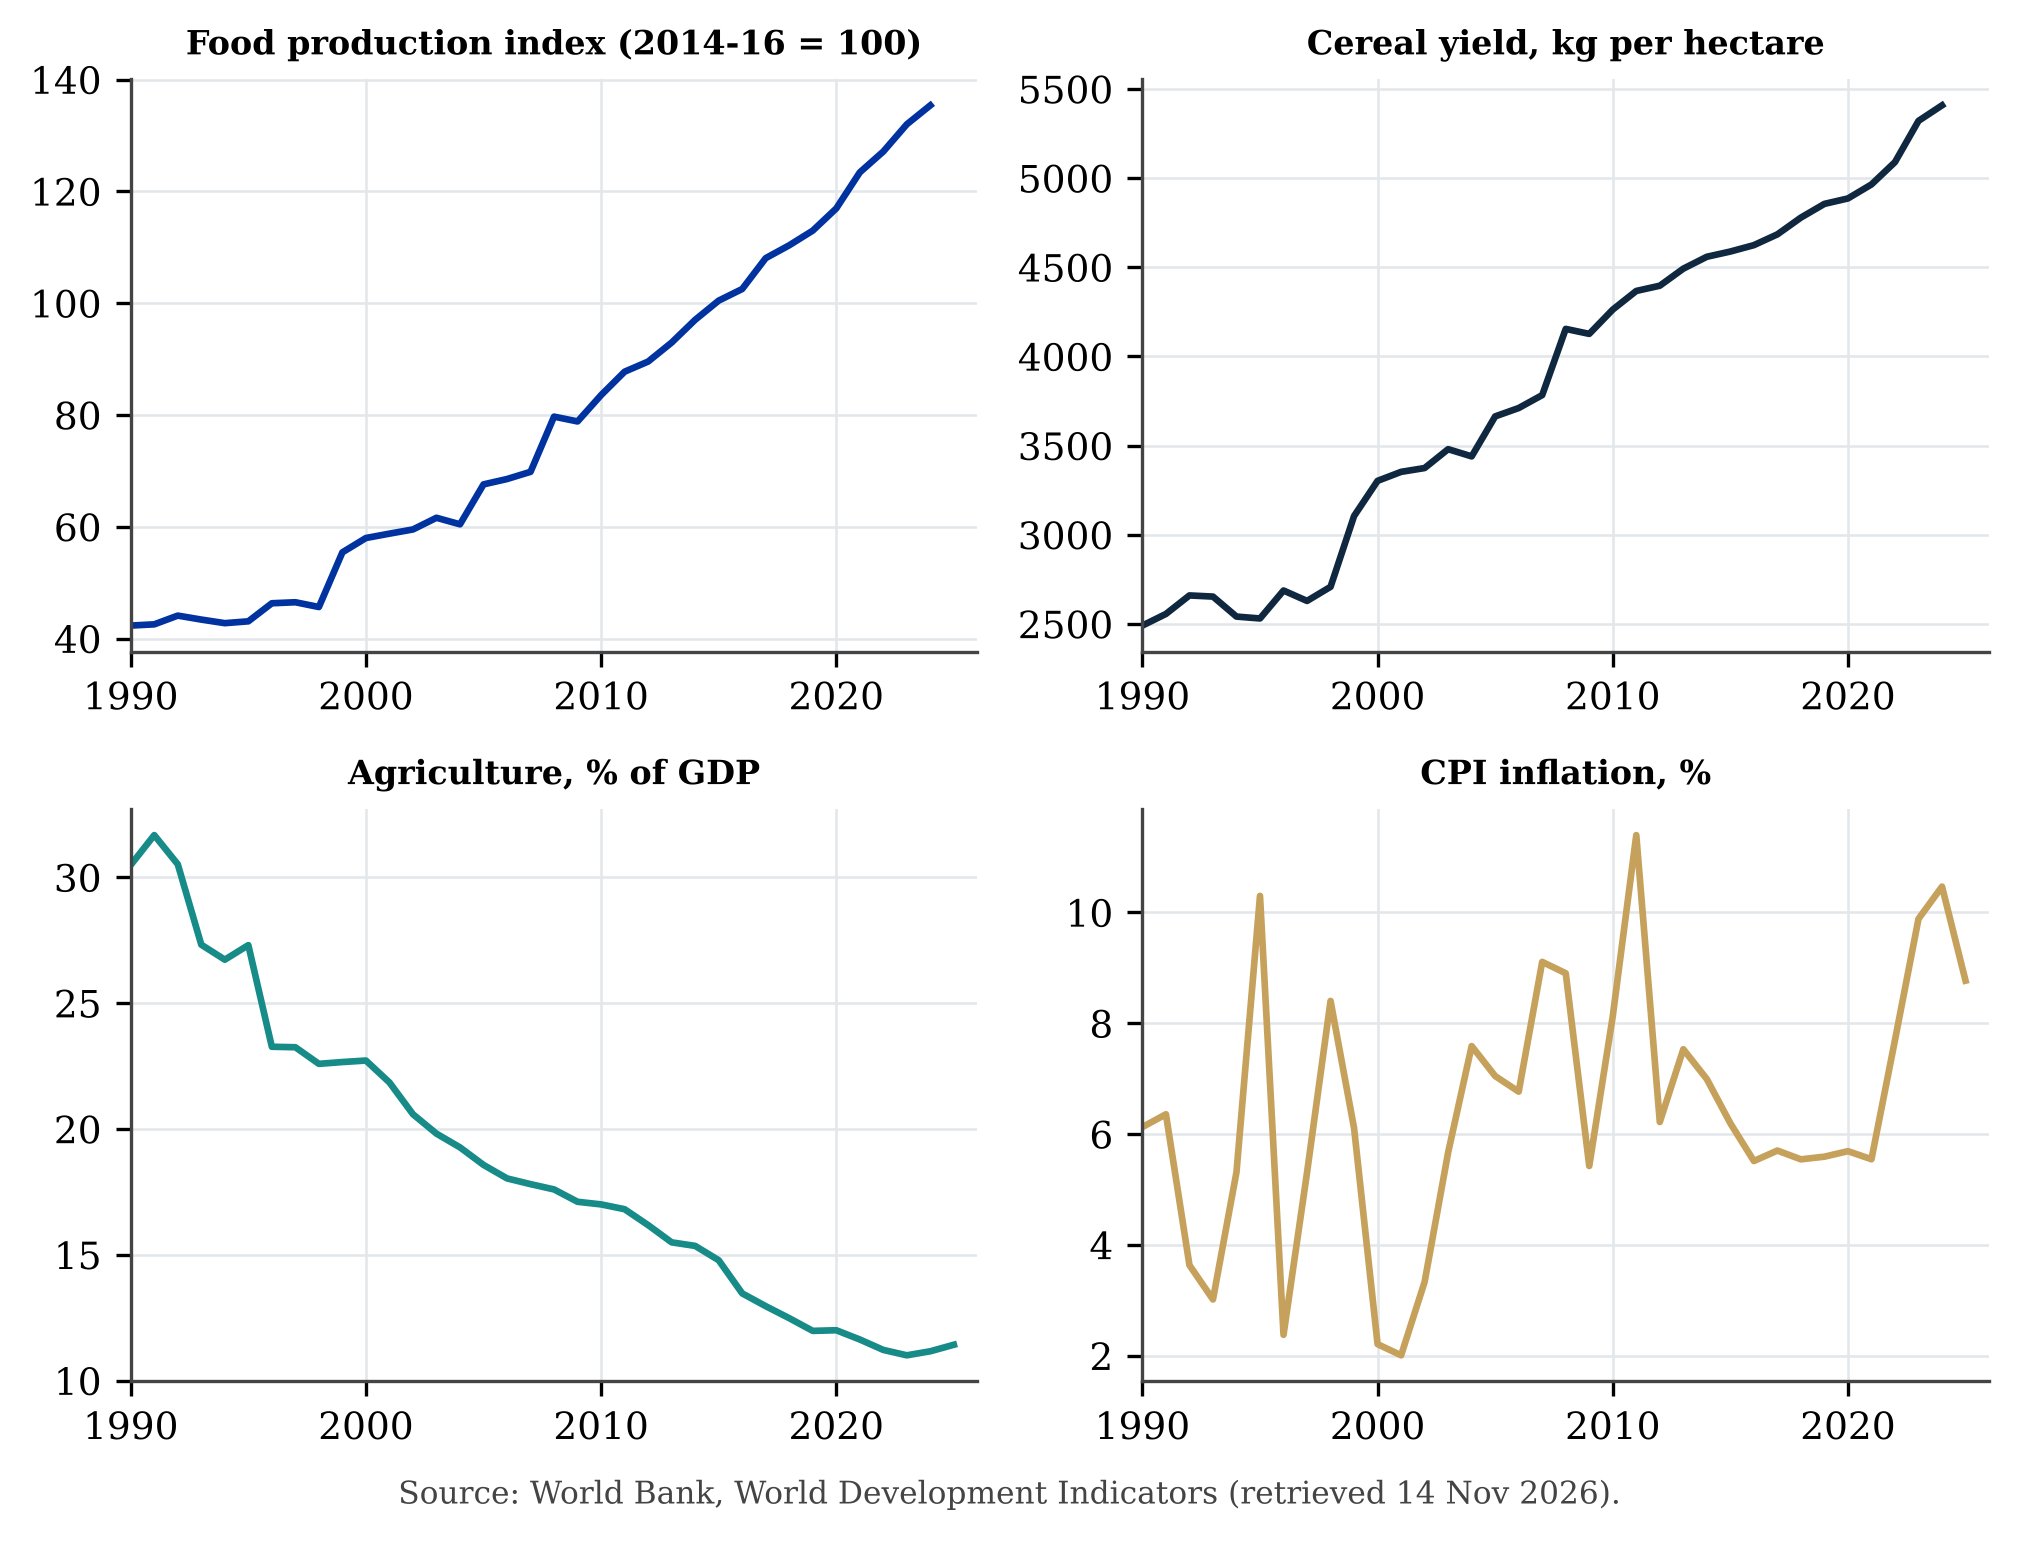 Food production index (2014-16 = 100)
140
120
100
80
60
40
1990 2000 2010 2020
Cereal yield, kg per hectare
5500
5000
4500
4000
3500
3000
2500
1990 2000 2010 2020
Agriculture, % of GDP
30
25
20
15
10
1990 2000 2010 2020
CPI inflation, %
10
8
6
4
2
1990 2000 2010 2020
Source: World Bank, World Development Indicators (retrieved 14 Nov 2026).